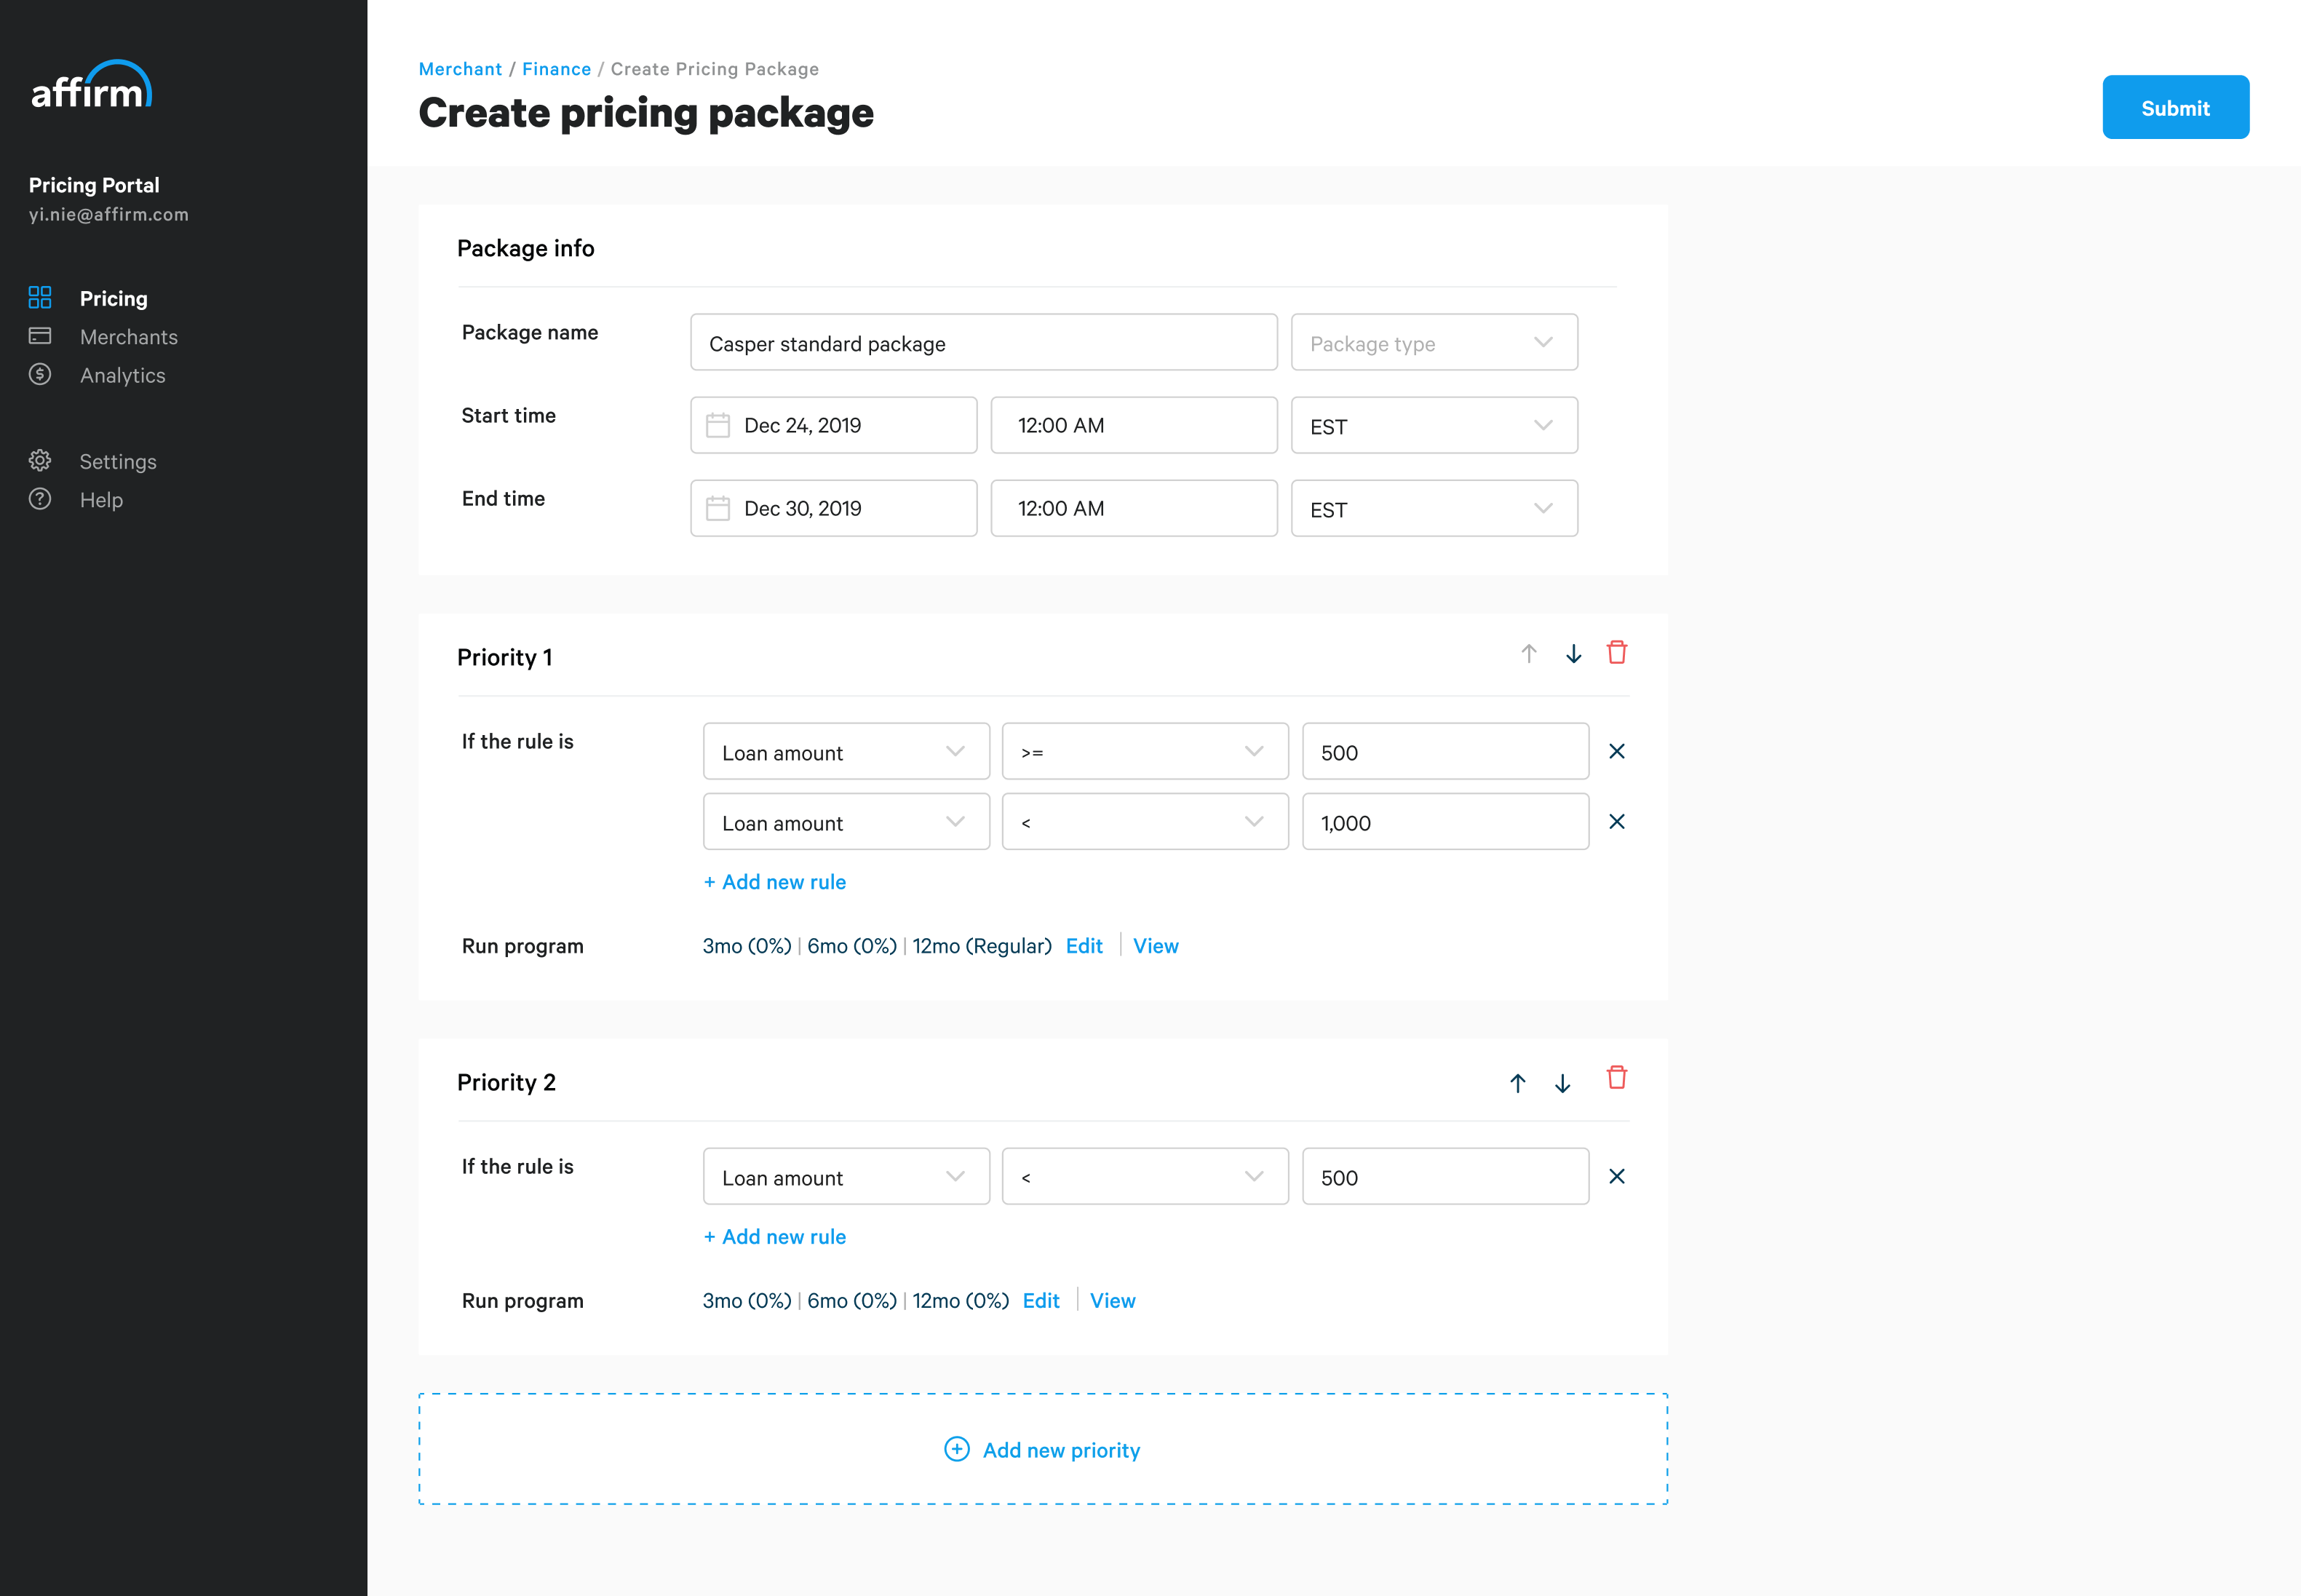 affirm
Pricing Portal
yi.nie@affirm.com
Pricing
Merchants
Analytics
Settings
Help
Merchant / Finance / Create Pricing Package
Create pricing package
Submit
Package info
Package name Casper standard package Package type
Start time Dec 24, 2019 12:00 AM EST
End time Dec 30, 2019 12:00 AM EST
Priority 1
If the rule is Loan amount >= 500
Loan amount < 1,000
+ Add new rule
Run program 3mo (0%) | 6mo (0%) | 12mo (Regular) Edit | View
Priority 2
If the rule is Loan amount < 500
+ Add new rule
Run program 3mo (0%) | 6mo (0%) | 12mo (0%) Edit | View
Add new priority